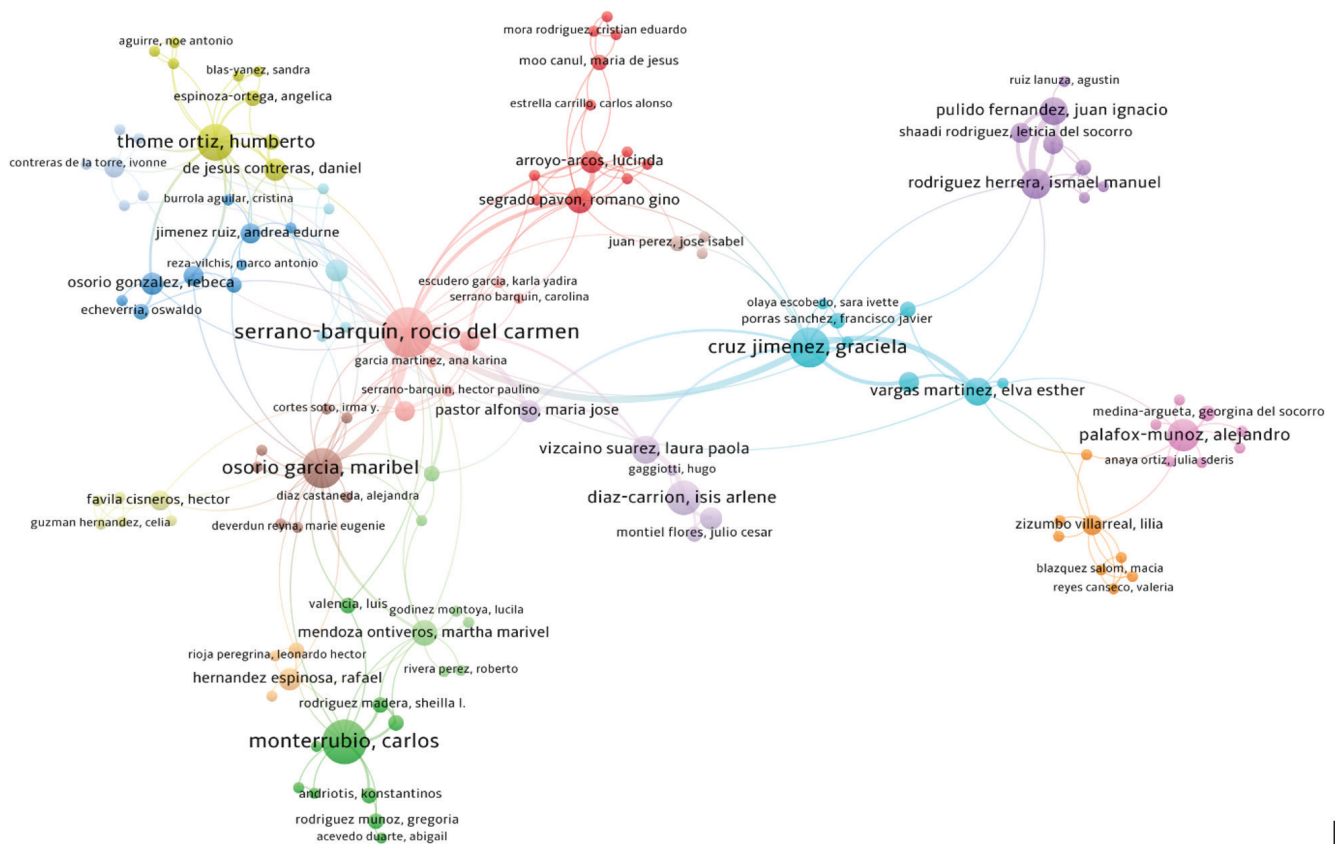 mora rodriguez, cristian eduardo
aguirre, noe antonio
moo canul, maria de jesus
blas-yanez, sandra
ruiz lanuza, agustin
espinoza-ortega, angelica
estrella carrillo, carlos alonso
pulido fernandez, juan ignacio
shaadi rodriguez, leticia del socorro
thome ortiz, humberto
contreras de la torre, ivonne
de jesus contreras, daniel
arroyo-arcos, lucinda
rodriguez herrera, ismael manuel
burrola aguilar, cristina
segrado pavon, romano gino
jimenez ruiz, andrea edurne
juan perez, jose isabel
reza-vilchis, marco antonio
osorio gonzalez, rebeca
escudero garcia, karla yadira
serrano barquin, carolina
echeverria, oswaldo
olaya escobedo, sara ivette
porras sanchez, francisco javier
serrano-barquín, rocio del carmen
cruz jimenez, graciela
garcia martinez, ana karina
serrano-barquin, hector paulino
vargas martinez, elva esther
cortes soto, irma y.
pastor alfonso, maria jose
medina-argueta, georgina del socorro
palafox-munoz, alejandro
vizcaino suarez, laura paola
anaya ortiz, julia sderis
osorio garcia, maribel
gaggiotti, hugo
favila cisneros, hector
diaz castaneda, alejandra
diaz-carrion, isis arlene
guzman hernandez, celia
deverdun reyna, marie eugenie
montiel flores, julio cesar
zizumbo villarreal, lilia
blazquez salom, macia
reyes canseco, valeria
valencia, luis
godinez montoya, lucila
mendoza ontiveros, martha marivel
rioja peregrina, leonardo hector
rivera perez, roberto
hernandez espinosa, rafael
rodriguez madera, sheilla l.
monterrubio, carlos
andriotis, konstantinos
rodriguez munoz, gregoria
acevedo duarte, abigail